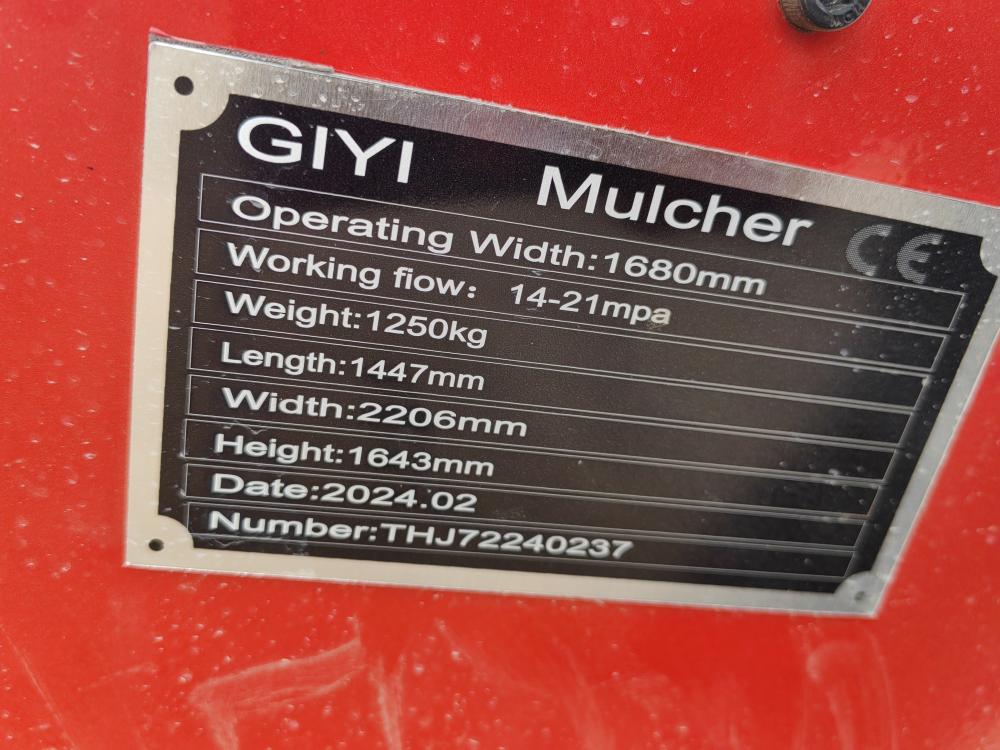 GIYI Mulcher CE
Operating Width:1680mm
Working fiow: 14-21mpa
Weight:1250kg
Length:1447mm
Width:2206mm
Height:1643mm
Date:2024.02
Number:THJ72240237